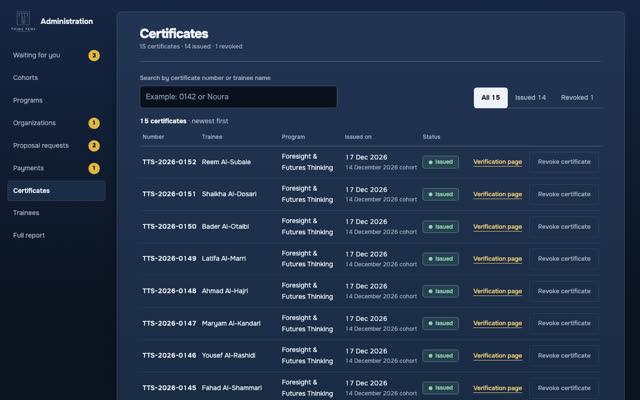 Administration
Waiting for you 3
Cohorts
Programs
Organizations 1
Proposal requests 2
Payments 1
Certificates
Trainees
Full report
Certificates
15 certificates · 14 issued · 1 revoked
Search by certificate number or trainee name
Example: 0142 or Noura
All 15 Issued 14 Revoked 1
15 certificates · newest first
Number Trainee Program Issued on Status
TTS-2026-0152 Reem Al-Subaie Foresight & Futures Thinking 17 Dec 2026 14 December 2026 cohort Issued Verification page Revoke certificate
TTS-2026-0151 Shaikha Al-Dosari Foresight & Futures Thinking 17 Dec 2026 14 December 2026 cohort Issued Verification page Revoke certificate
TTS-2026-0150 Bader Al-Otaibi Foresight & Futures Thinking 17 Dec 2026 14 December 2026 cohort Issued Verification page Revoke certificate
TTS-2026-0149 Latifa Al-Marri Foresight & Futures Thinking 17 Dec 2026 14 December 2026 cohort Issued Verification page Revoke certificate
TTS-2026-0148 Ahmad Al-Hajri Foresight & Futures Thinking 17 Dec 2026 14 December 2026 cohort Issued Verification page Revoke certificate
TTS-2026-0147 Maryam Al-Kandari Foresight & Futures Thinking 17 Dec 2026 14 December 2026 cohort Issued Verification page Revoke certificate
TTS-2026-0146 Yousef Al-Rashidi Foresight & Futures Thinking 17 Dec 2026 14 December 2026 cohort Issued Verification page Revoke certificate
TTS-2026-0145 Fahad Al-Shammari Foresight & 17 Dec 2026 Issued Verification page Revoke certificate